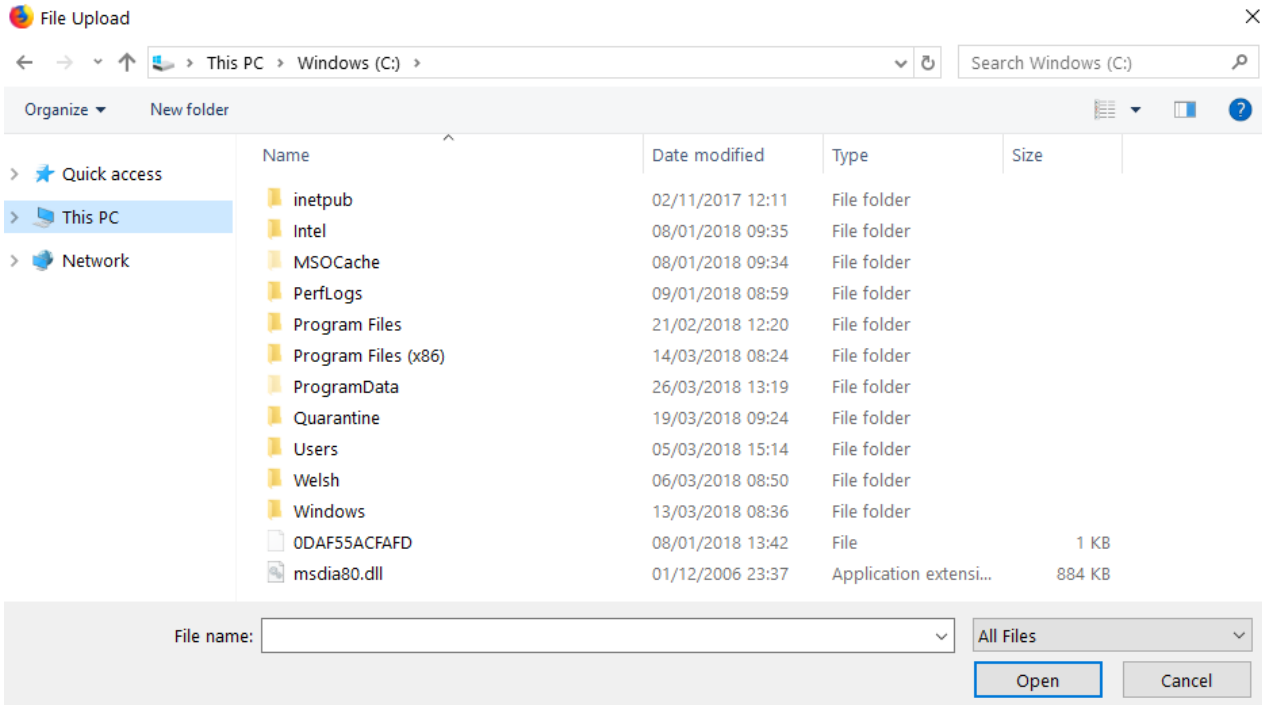 File Upload
This PC > Windows (C:) >
Search Windows (C:)
Organize
New folder
Name Date modified Type Size
Quick access
This PC
Network
inetpub 02/11/2017 12:11 File folder
Intel 08/01/2018 09:35 File folder
MSOCache 08/01/2018 09:34 File folder
PerfLogs 09/01/2018 08:59 File folder
Program Files 21/02/2018 12:20 File folder
Program Files (x86) 14/03/2018 08:24 File folder
ProgramData 26/03/2018 13:19 File folder
Quarantine 19/03/2018 09:24 File folder
Users 05/03/2018 15:14 File folder
Welsh 06/03/2018 08:50 File folder
Windows 13/03/2018 08:36 File folder
0DAF55ACFAFD 08/01/2018 13:42 File 1 KB
msdia80.dll 01/12/2006 23:37 Application extensi... 884 KB
File name:
All Files
Open
Cancel